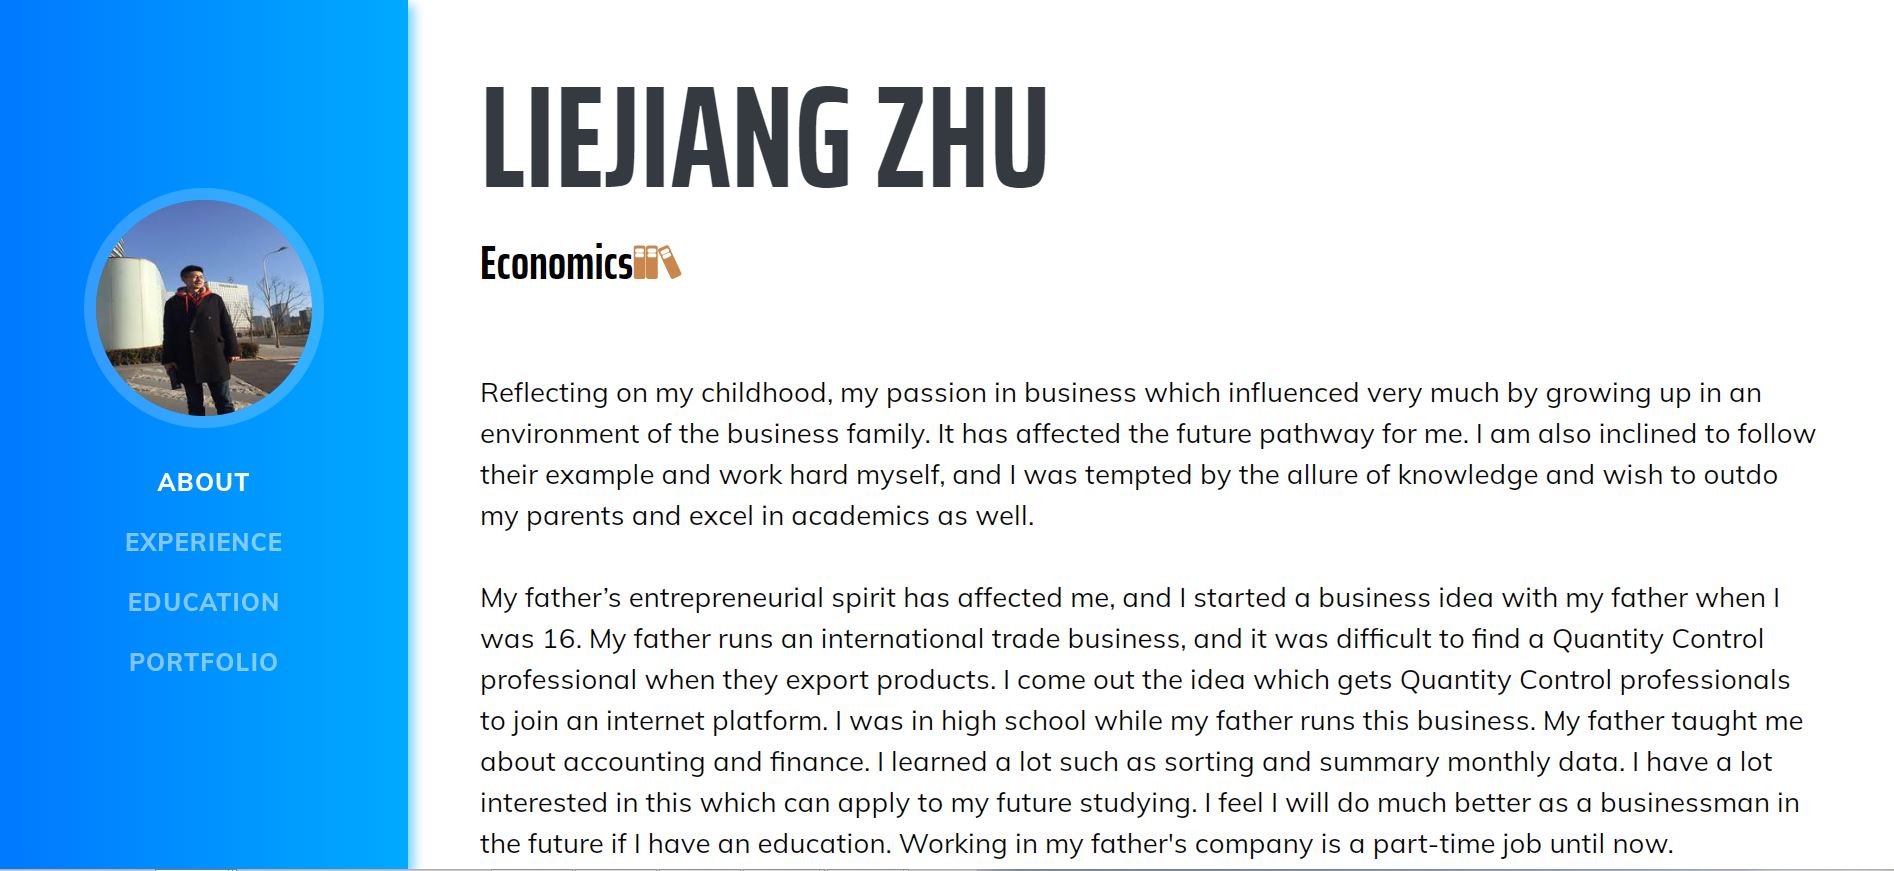 LIEJIANG ZHU
Economics
ABOUT
EXPERIENCE
EDUCATION
PORTFOLIO
Reflecting on my childhood, my passion in business which influenced very much by growing up in an
environment of the business family. It has affected the future pathway for me. I am also inclined to follow
their example and work hard myself, and I was tempted by the allure of knowledge and wish to outdo
my parents and excel in academics as well.
My father’s entrepreneurial spirit has affected me, and I started a business idea with my father when I
was 16. My father runs an international trade business, and it was difficult to find a Quantity Control
professional when they export products. I come out the idea which gets Quantity Control professionals
to join an internet platform. I was in high school while my father runs this business. My father taught me
about accounting and finance. I learned a lot such as sorting and summary monthly data. I have a lot
interested in this which can apply to my future studying. I feel I will do much better as a businessman in
the future if I have an education. Working in my father's company is a part-time job until now.